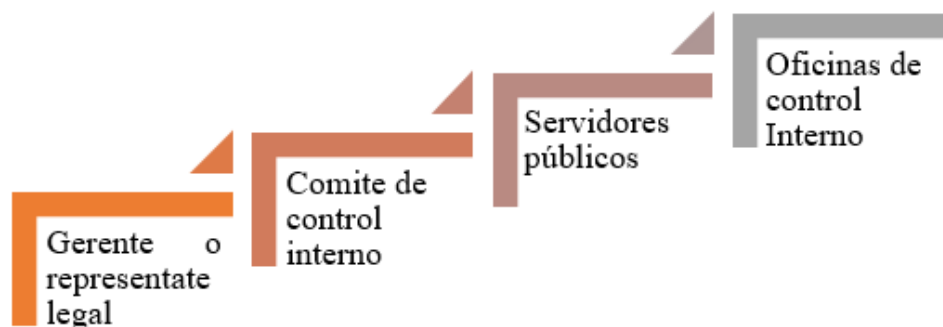 Gerente o
representate
legal
Comite de
control
interno
Servidores
públicos
Oficinas de
control
Interno